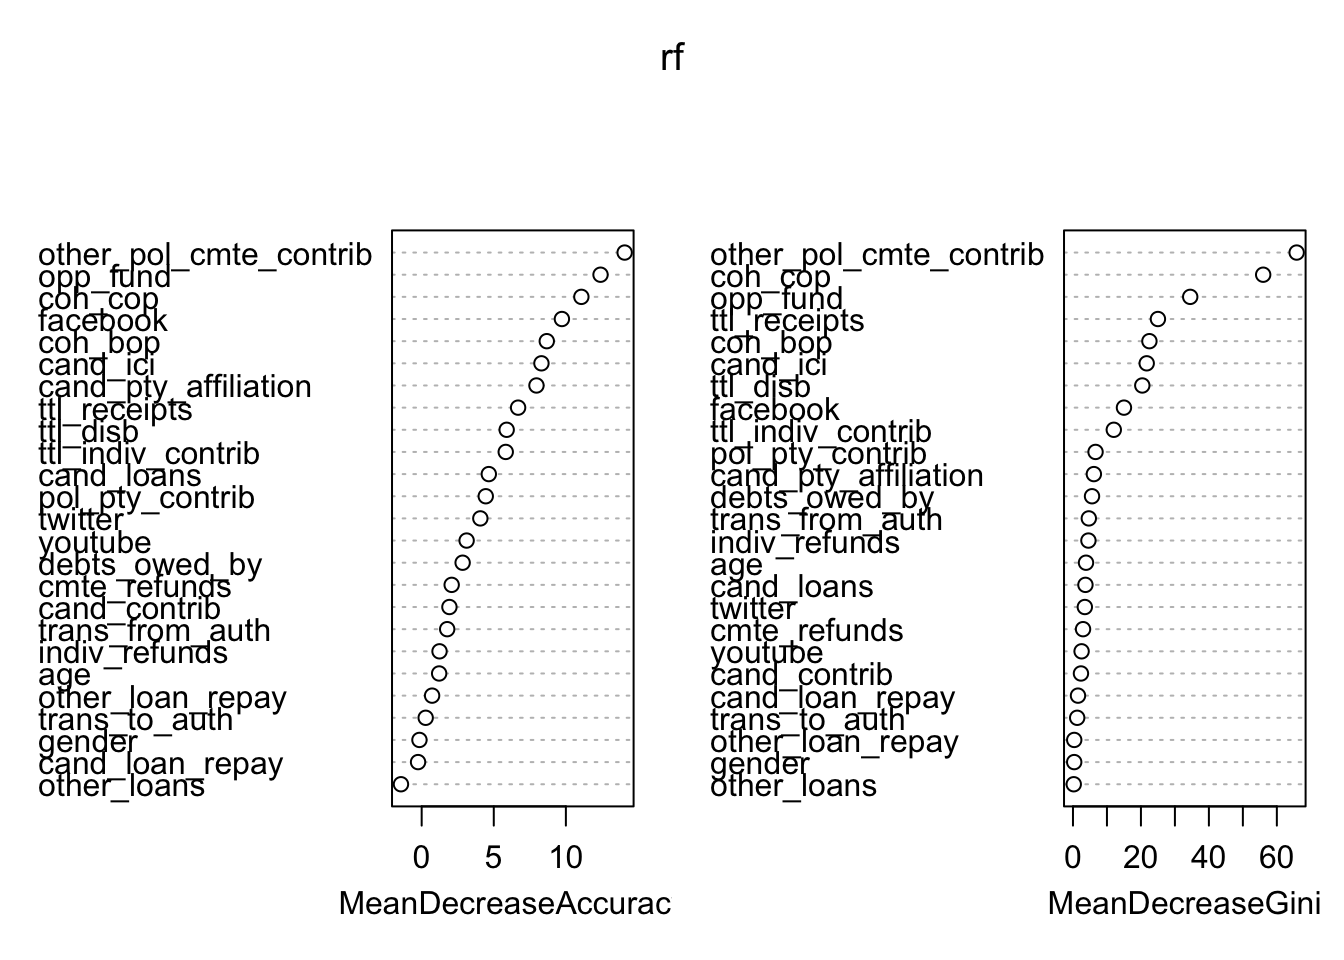 rf
other_pol_cmte_contrib
opp_fund
coh_cop
facebook
coh_bop
cand_ici
cand_pty_affiliation
ttl_receipts
ttl_disb
ttl_indiv_contrib
cand_loans
pol_pty_contrib
twitter
youtube
debts_owed_by
cmte_refunds
cand_contrib
trans_from_auth
indiv_refunds
age
other_loan_repay
trans_to_auth
gender
cand_loan_repay
other_loans
0 5 10
MeanDecreaseAccurac
other_pol_cmte_contrib
coh_cop
opp_fund
ttl_receipts
coh_bop
cand_ici
ttl_disb
facebook
ttl_indiv_contrib
pol_pty_contrib
cand_pty_affiliation
debts_owed_by
trans_from_auth
indiv_refunds
age
cand_loans
twitter
cmte_refunds
youtube
cand_contrib
cand_loan_repay
trans_to_auth
other_loan_repay
gender
other_loans
0 20 40 60
MeanDecreaseGini